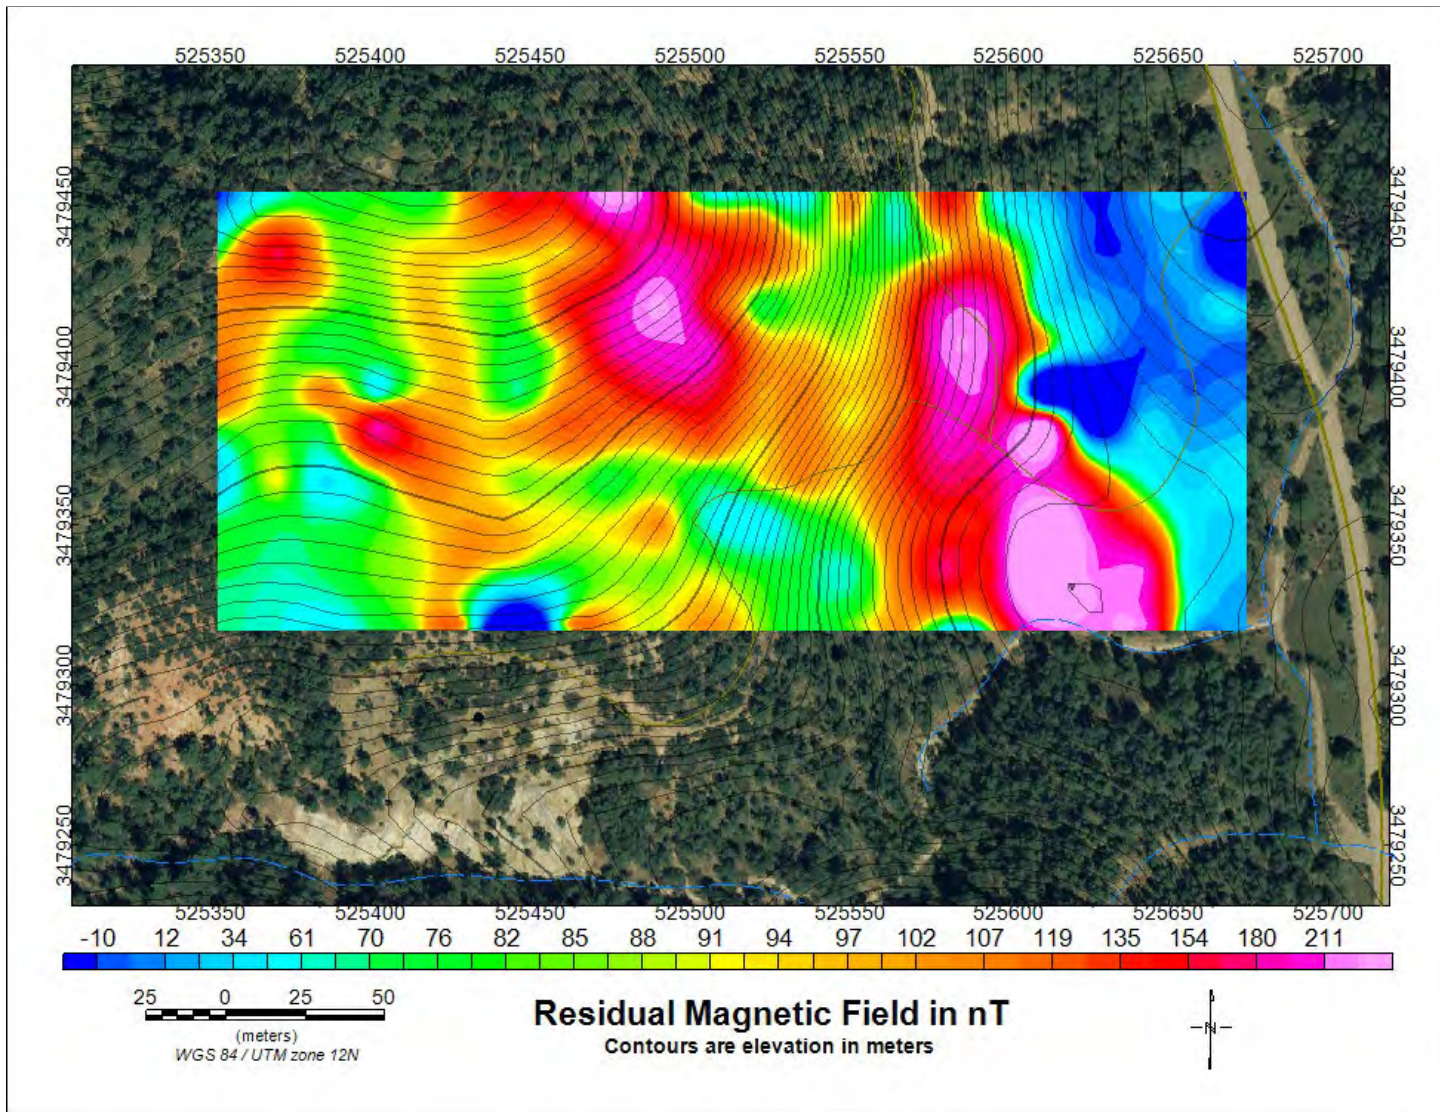 525350 525400 525450 525500 525550 525600 525650 525700
3479450 3479450
3479400 3479400
3479350 3479350
3479300 3479300
3479250 3479250
525350 525400 525450 525500 525550 525600 525650 525700
-10 12 34 61 70 76 82 85 88 91 94 97 102 107 119 135 154 180 211
25 0 25 50
(meters)
WGS 84 / UTM zone 12N
Residual Magnetic Field in nT
Contours are elevation in meters
N